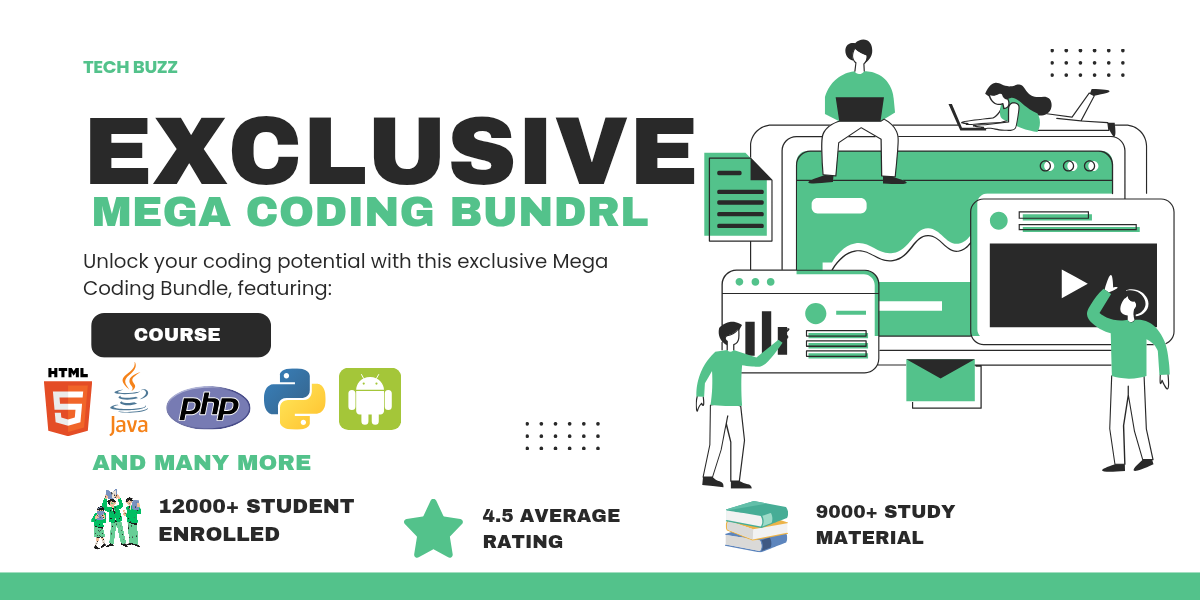 TECH BUZZ
EXCLUSIVE
MEGA CODING BUNDRL
Unlock your coding potential with this exclusive Mega
Coding Bundle, featuring:
COURSE
HTML
5
Java
php
AND MANY MORE
12000+ STUDENT
ENROLLED
4.5 AVERAGE
RATING
9000+ STUDY
MATERIAL